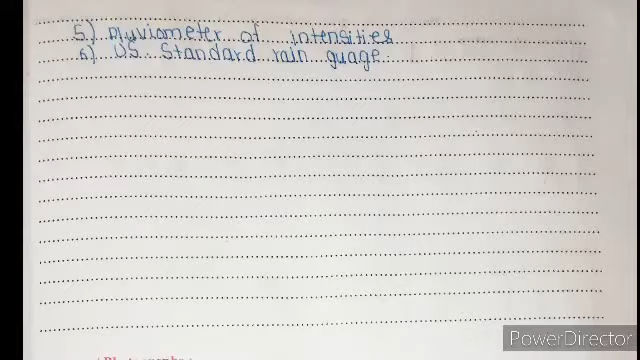 5) pluviometer of intensities
6) US. Standard rain guage.
PowerDirector